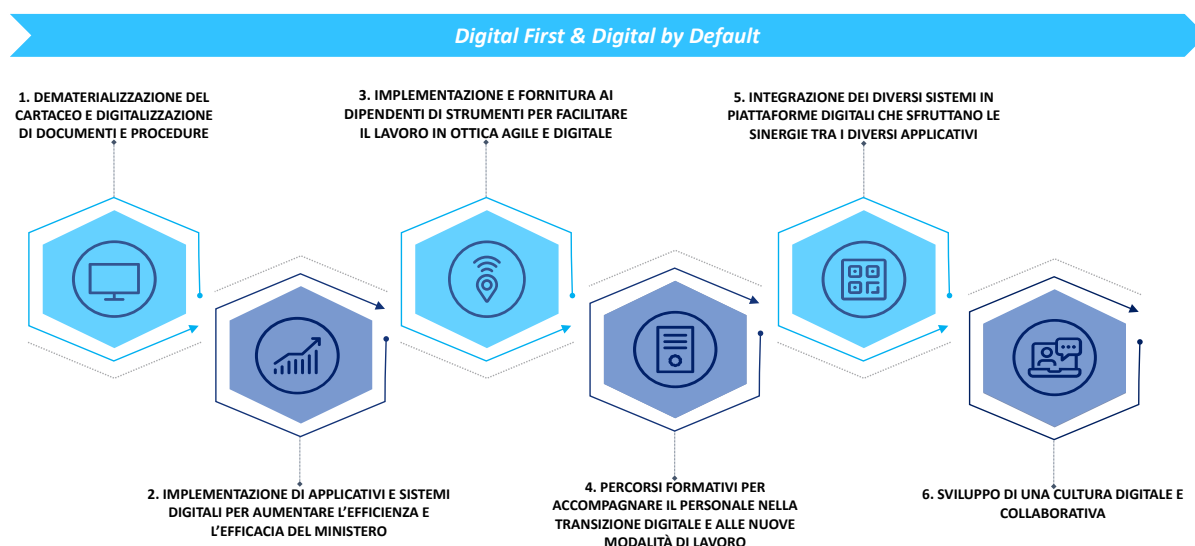 Digital First & Digital by Default
1. DEMATERIALIZZAZIONE DEL
CARTACEO E DIGITALIZZAZIONE
DI DOCUMENTI E PROCEDURE
2. IMPLEMENTAZIONE DI APPLICATIVI E SISTEMI
DIGITALI PER AUMENTARE L'EFFICIENZA E
L'EFFICACIA DEL MINISTERO
3. IMPLEMENTAZIONE E FORNITURA AI
DIPENDENTI DI STRUMENTI PER FACILITARE
IL LAVORO IN OTTICA AGILE E DIGITALE
4. PERCORSI FORMATIVI PER
ACCOMPAGNARE IL PERSONALE NELLA
TRANSIZIONE DIGITALE E ALLE NUOVE
MODALITÀ DI LAVORO
5. INTEGRAZIONE DEI DIVERSI SISTEMI IN
PIATTAFORME DIGITALI CHE SFRUTTANO LE
SINERGIE TRA I DIVERSI APPLICATIVI
6. SVILUPPO DI UNA CULTURA DIGITALE E
COLLABORATIVA